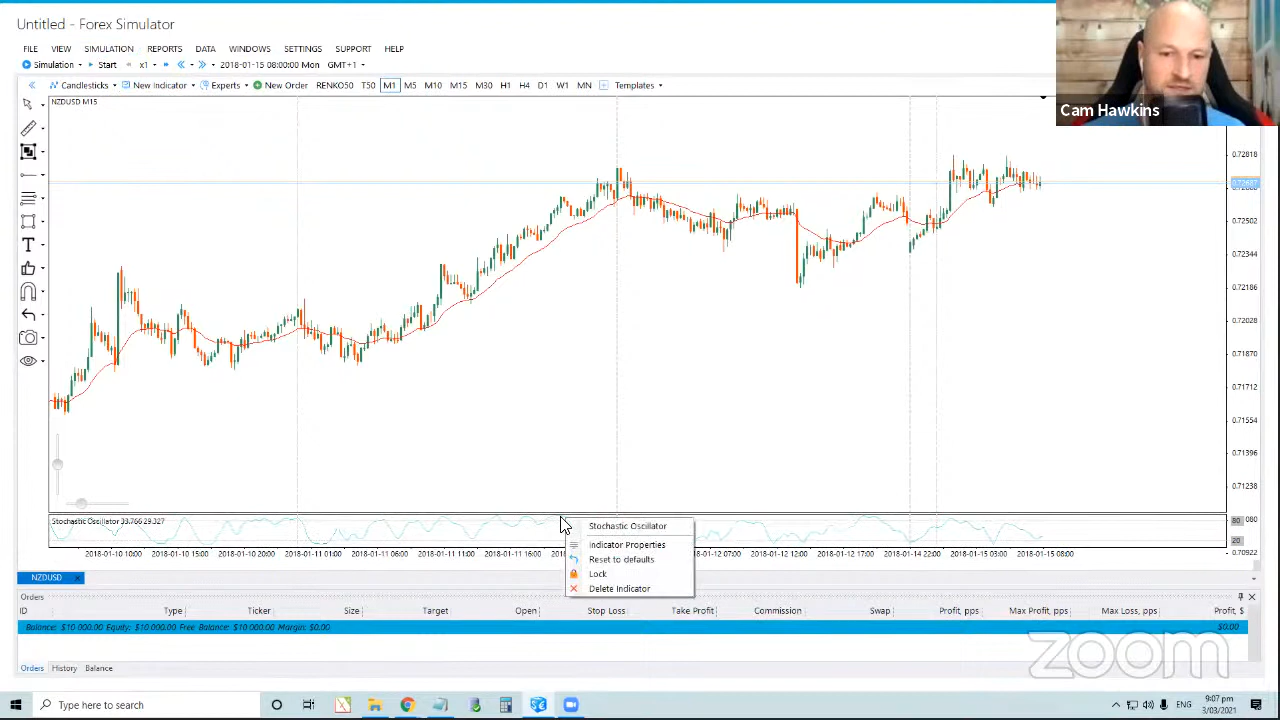 Untitled - Forex Simulator
FILE VIEW SIMULATION REPORTS DATA WINDOWS SETTINGS SUPPORT HELP
Simulation Start x1 2018-01-15 08:00:00 Mon GMT+1
Candlesticks New Indicator Experts New Order RENKO50 T50 M1 M5 M10 M15 M30 H1 H4 D1 W1 MN Templates
Cam Hawkins
NZDUSD M15
0.72818
0.72687
0.72502
0.72344
0.72186
0.72028
0.71870
0.71712
0.71554
0.71396
0.71238
Stochastic Oscillator 33.766 29.327
80
20
0.70922
Stochastic Oscillator
Indicator Properties
Reset to defaults
Lock
Delete Indicator
2018-01-10 10:00 2018-01-10 15:00 2018-01-10 20:00 2018-01-11 01:00 2018-01-11 06:00 2018-01-11 11:00 2018-01-11 16:00 2018-01-12 07:00 2018-01-12 12:00 2018-01-14 22:00 2018-01-15 03:00 2018-01-15 08:00
NZDUSD
Orders
ID Type Ticker Size Target Open Stop Loss Take Profit Commission Swap Profit, pps Max Profit, pps Max Loss, pps Profit, $
Balance: $10 000.00 Equity: $10 000.00 Free Balance: $10 000.00 Margin: $0.00 $0.00
Orders History Balance
zoom
Type here to search
ENG
9:07 pm
3/03/2021